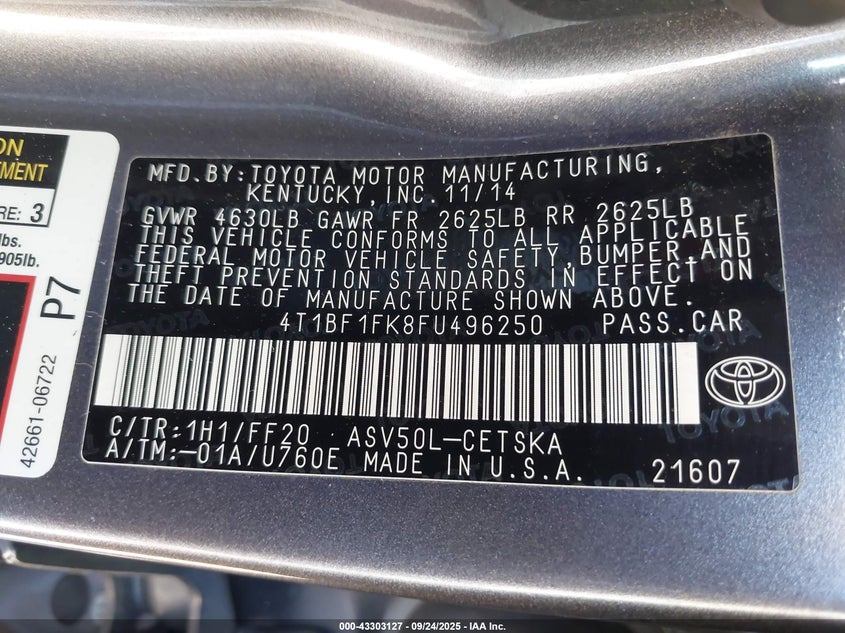 ON
TMENT
RE: 3
lbs.
905lb.
P7
42661-06722
MFD.BY:TOYOTA MOTOR MANUFACTURING,
KENTUCKY,INC.11/14
GVWR 4630LB GAWR FR 2625LB RR 2625LB
THIS VEHICLE CONFORMS TO ALL APPLICABLE
FEDERAL MOTOR VEHICLE SAFETY,BUMPER,AND
THEFT PREVENTION STANDARDS IN EFFECT ON
THE DATE OF MANUFACTURE SHOWN ABOVE.
4T1BF1FK8FU496250 PASS.CAR
C/TR:1H1/FF20 ASV50L-CETSKA
A/TM:-01A/U760E MADE IN U.S.A. 21607
000-43303127 - 09/24/2025 - IAA Inc.